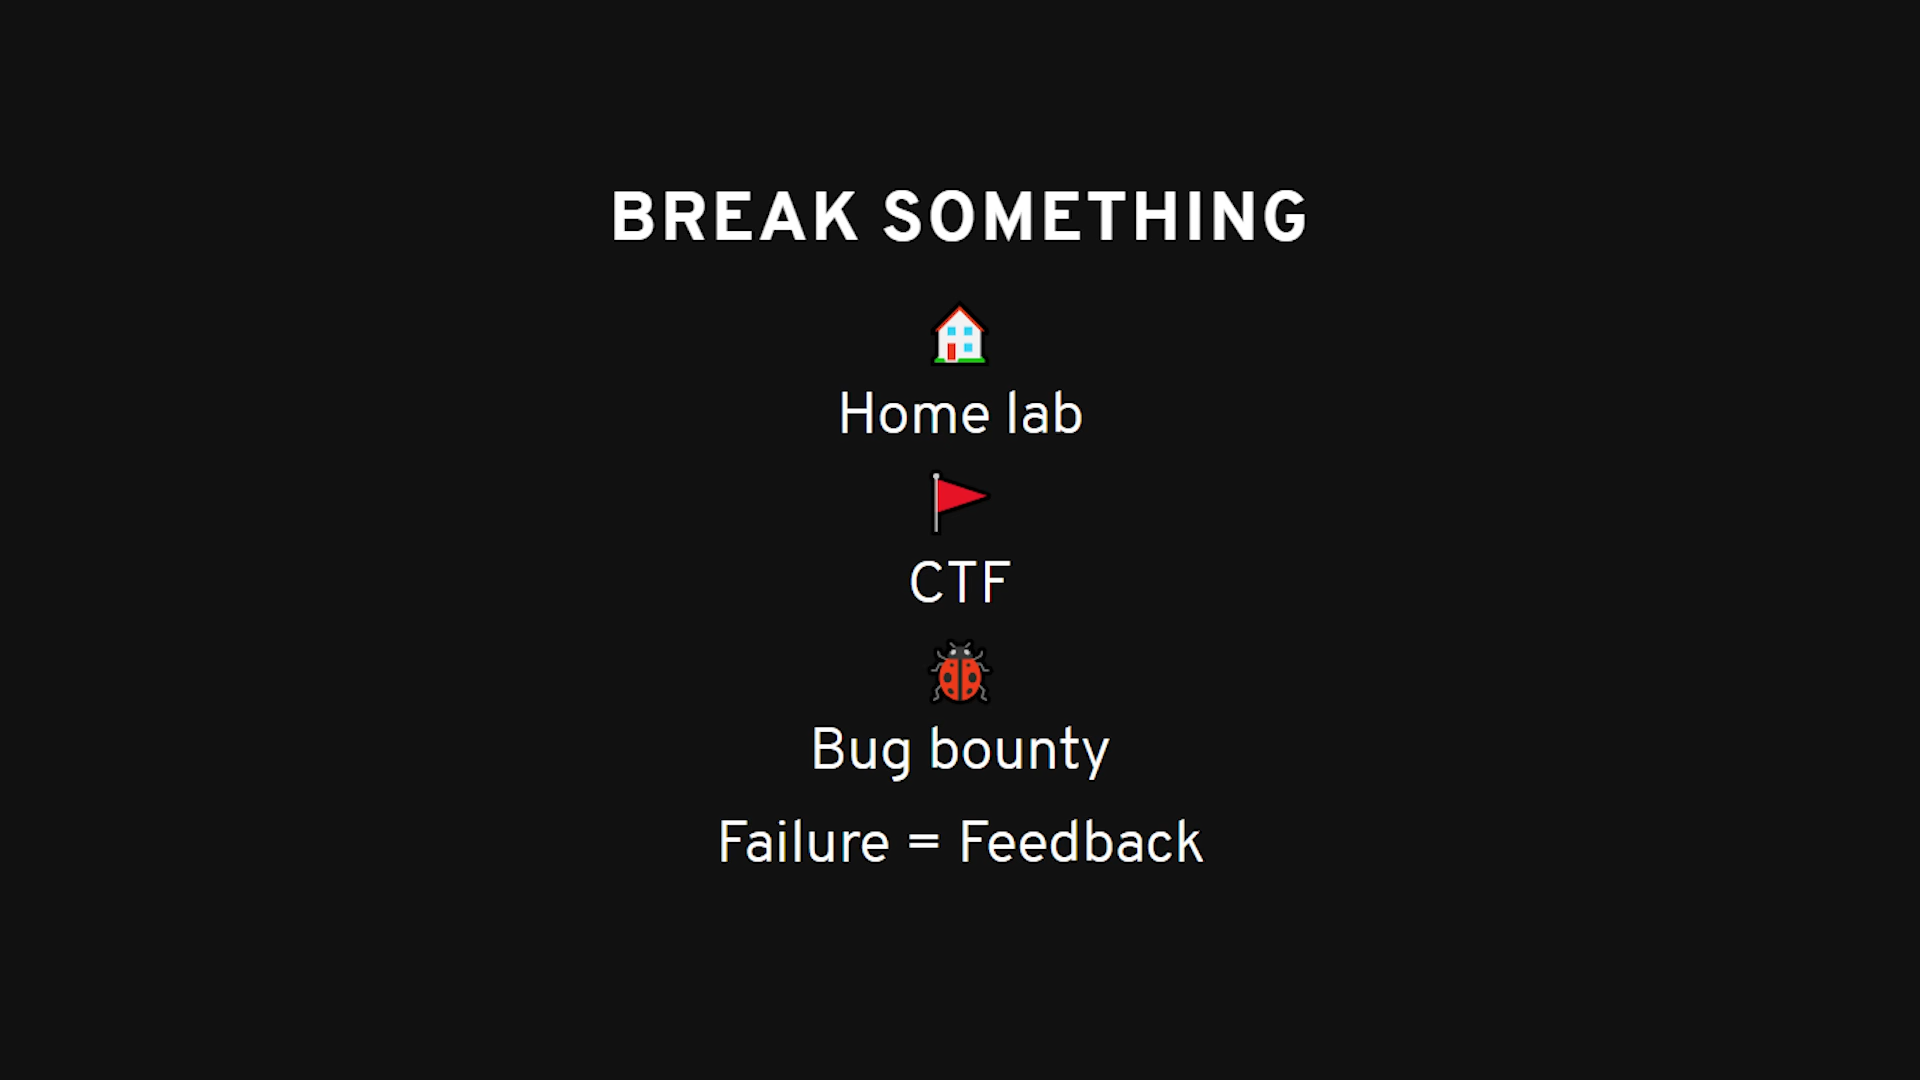 BREAK SOMETHING
Home lab
CTF
Bug bounty
Failure = Feedback